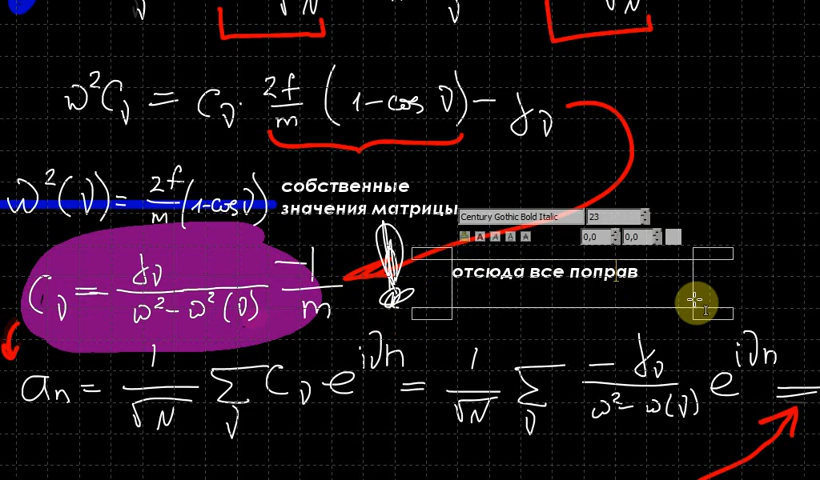 √N √N
ω²C_ν = C_ν · 2f/m (1-cos ν) - γ_ν
ω²(ν) = 2f/m (1-cosν)
собственные
значения матрицы
Century Gothic Bold Italic 23
A A A A A 0,0 0,0
отсюда все поправ
C_ν = γ_ν / ω² - ω²(ν) -1/m !
a_n = 1/√N Σ_ν C_ν e^{iνn} = 1/√N Σ_ν -γ_ν / ω² - ω(ν) e^{iνn} =